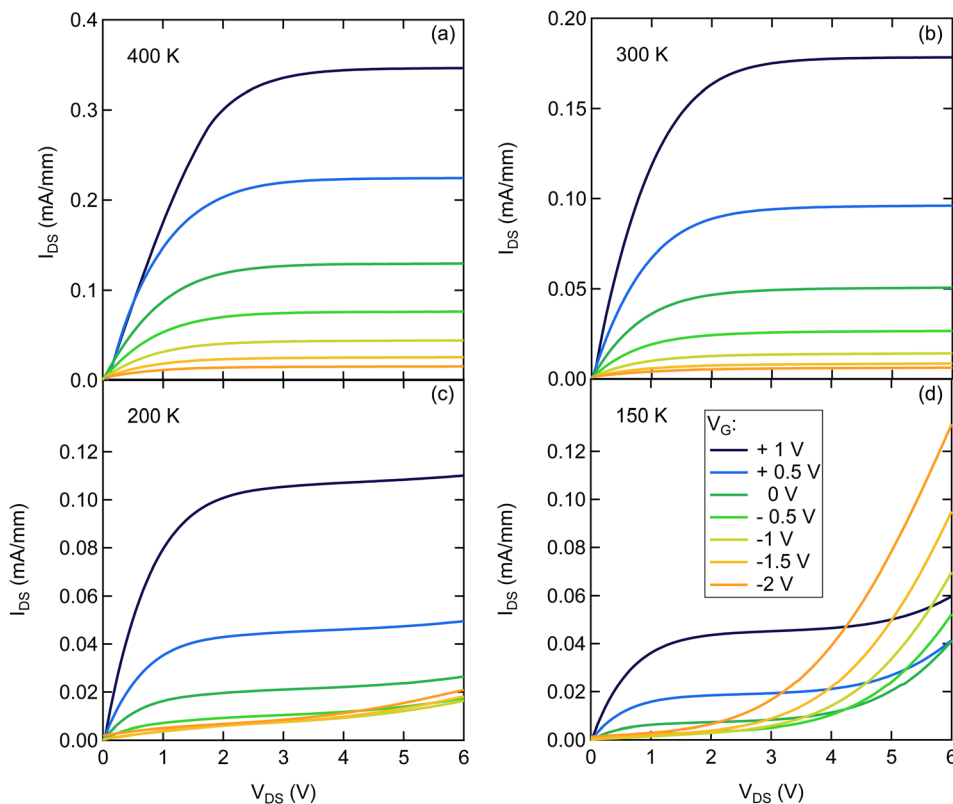 (a)
400 K
0.4
0.3
0.2
0.1
0.0
I_DS (mA/mm)
(b)
300 K
0.20
0.15
0.10
0.05
0.00
I_DS (mA/mm)
(c)
200 K
0.12
0.10
0.08
0.06
0.04
0.02
0.00
I_DS (mA/mm)
0 1 2 3 4 5 6
V_DS (V)
(d)
150 K
0.12
0.10
0.08
0.06
0.04
0.02
0.00
I_DS (mA/mm)
V_G:
+ 1 V
+ 0.5 V
0 V
- 0.5 V
-1 V
-1.5 V
-2 V
0 1 2 3 4 5 6
V_DS (V)